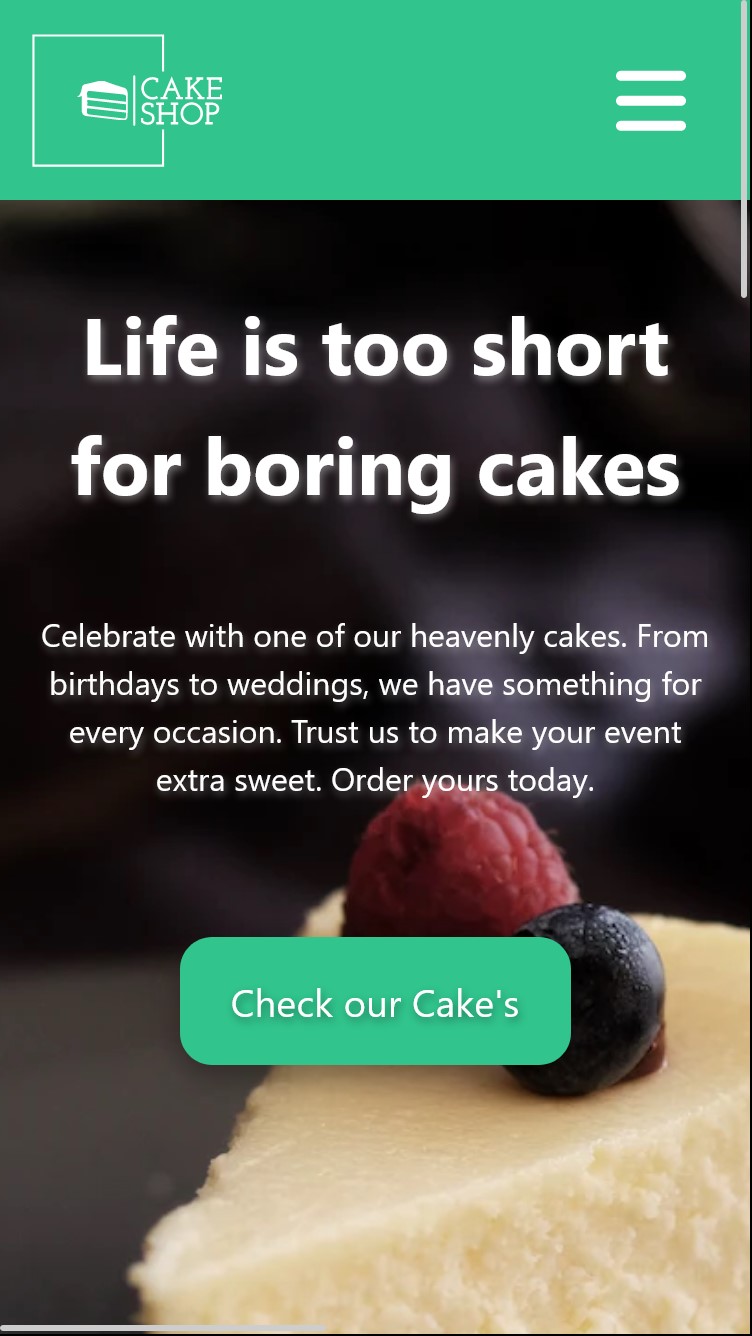 CAKE
SHOP
Life is too short
for boring cakes
Celebrate with one of our heavenly cakes. From
birthdays to weddings, we have something for
every occasion. Trust us to make your event
extra sweet. Order yours today.
Check our Cake's